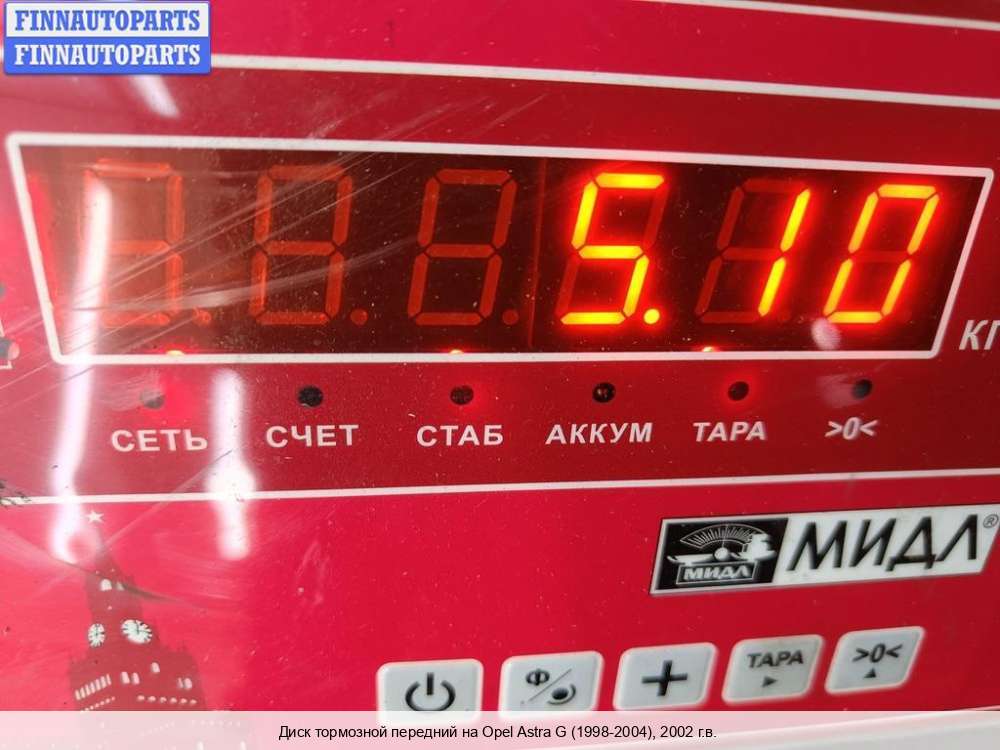 FINNAUTOPARTS
FINNAUTOPARTS
5.10
КГ
СЕТЬ СЧЕТ СТАБ АККУМ ТАРА >0<
МИДЛ МИДЛ®
Ф ТАРА >0<
Диск тормозной передний на Opel Astra G (1998-2004), 2002 г.в.